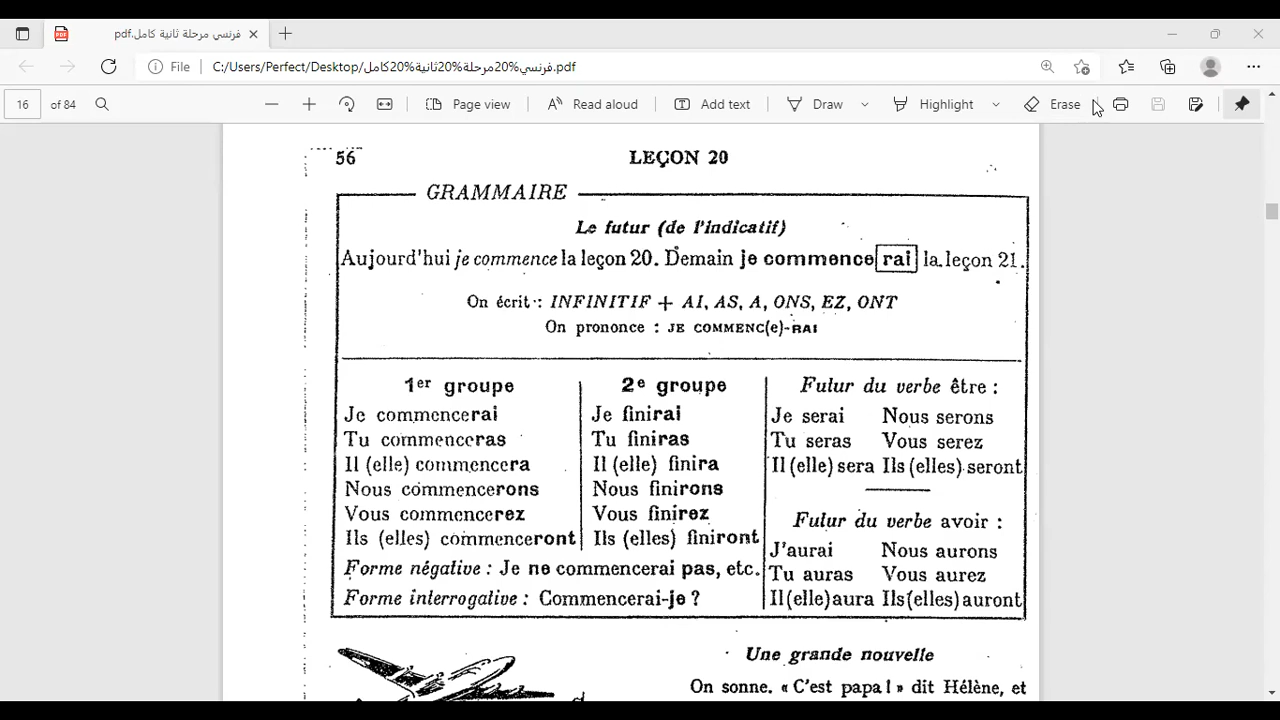 فرنسي مرحلة ثانية كامل.pdf
File C:/Users/Perfect/Desktop/فرنسي%20مرحلة%20ثانية%20كامل.pdf
16 of 84 Page view Read aloud Add text Draw Highlight Erase
56 LEÇON 20
GRAMMAIRE
Le futur (de l'indicatif)
Aujourd'hui je commence la leçon 20. Demain je commence rai la leçon 21.
On écrit : INFINITIF + AI, AS, A, ONS, EZ, ONT
On prononce : JE COMMENC(e)-RAI
1er groupe
Je commencerai
Tu commenceras
Il (elle) commencera
Nous commencerons
Vous commencerez
Ils (elles) commenceront
2e groupe
Je finirai
Tu finiras
Il (elle) finira
Nous finirons
Vous finirez
Ils (elles) finiront
Forme négative : Je ne commencerai pas, etc.
Forme interrogative : Commencerai-je ?
Futur du verbe être :
Je serai Nous serons
Tu seras Vous serez
Il (elle) sera Ils (elles) seront
Futur du verbe avoir :
J'aurai Nous aurons
Tu auras Vous aurez
Il (elle) aura Ils (elles) auront
Une grande nouvelle
On sonne. « C'est papa ! » dit Hélène, et